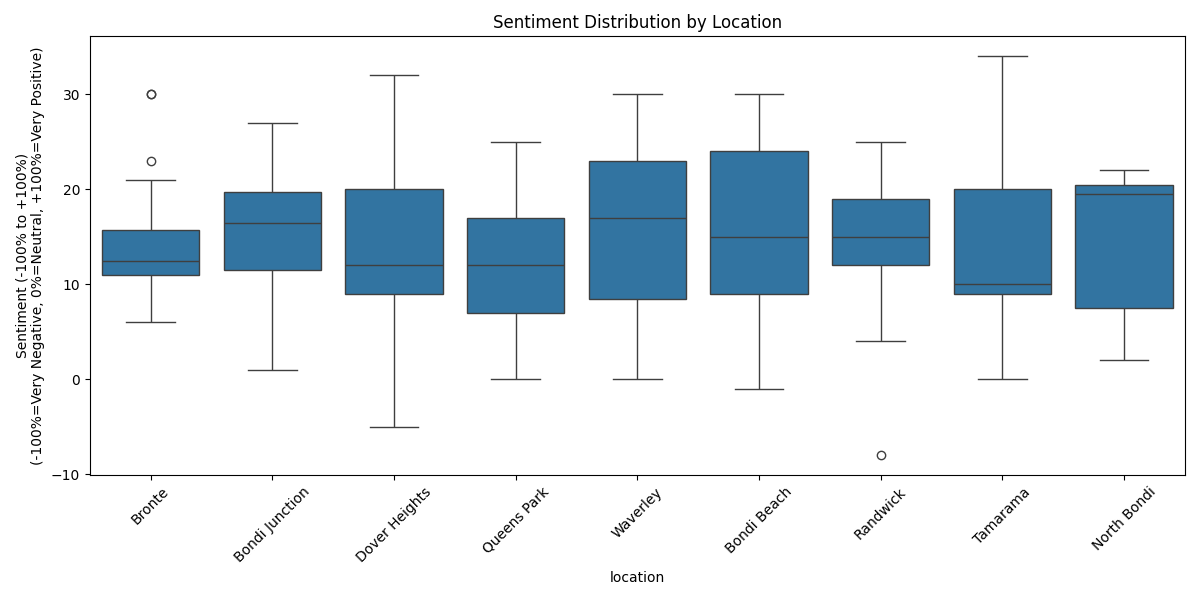 Sentiment Distribution by Location
Sentiment (-100% to +100%)
(-100%=Very Negative, 0%=Neutral, +100%=Very Positive)
30
20
10
0
−10
Bronte
Bondi Junction
Dover Heights
Queens Park
Waverley
Bondi Beach
Randwick
Tamarama
North Bondi
location